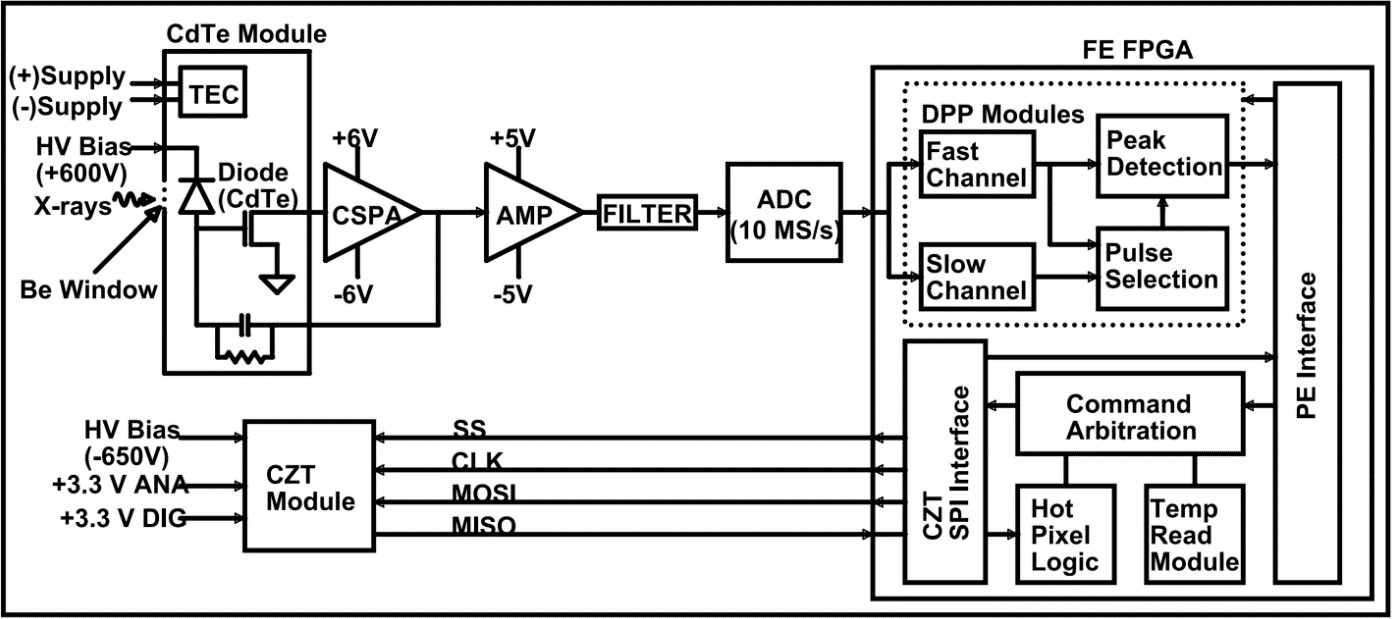 CdTe Module
FE FPGA
(+)Supply
(-)Supply
TEC
HV Bias
(+600V)
X-rays
Be Window
Diode
(CdTe)
+6V
CSPA
-6V
+5V
AMP
-5V
FILTER
ADC
(10 MS/s)
DPP Modules
Fast
Channel
Peak
Detection
Slow
Channel
Pulse
Selection
PE Interface
HV Bias
(-650V)
+3.3 V ANA
+3.3 V DIG
CZT
Module
SS
CLK
MOSI
MISO
CZT
SPI Interface
Command
Arbitration
Hot
Pixel
Logic
Temp
Read
Module